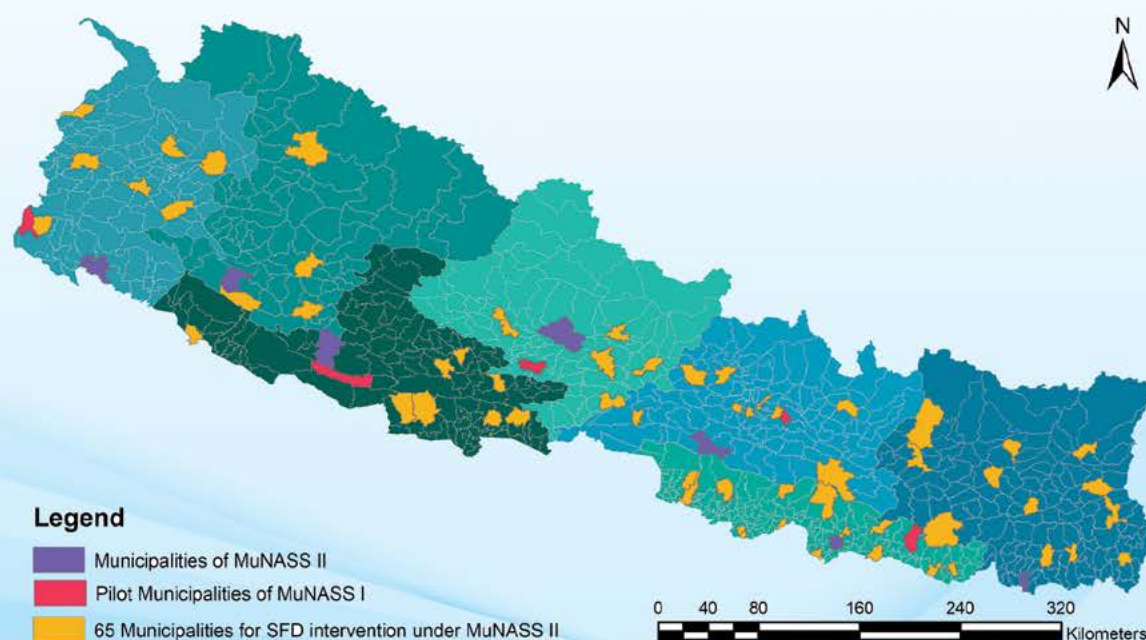 N
Legend
Municipalities of MuNASS II
Pilot Municipalities of MuNASS I
65 Municipalities for SFD intervention under MuNASS II
0 40 80 160 240 320
Kilometers